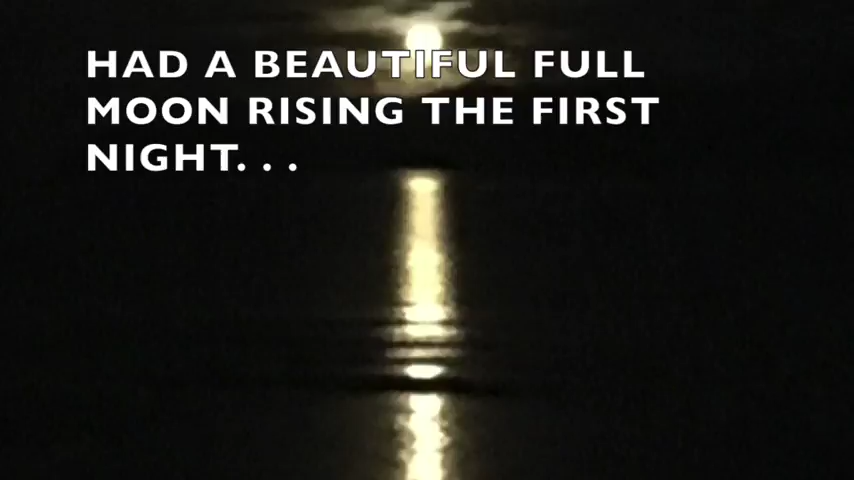 HAD A BEAUTIFUL FULL
MOON RISING THE FIRST
NIGHT. . .